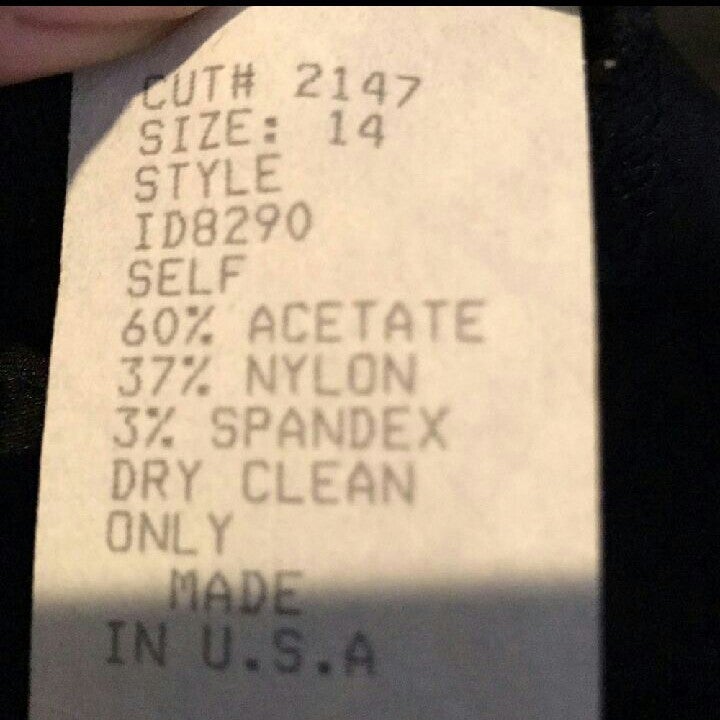 CUT# 2147
SIZE: 14
STYLE
ID8290
SELF
60% ACETATE
37% NYLON
3% SPANDEX
DRY CLEAN
ONLY
MADE
IN U.S.A